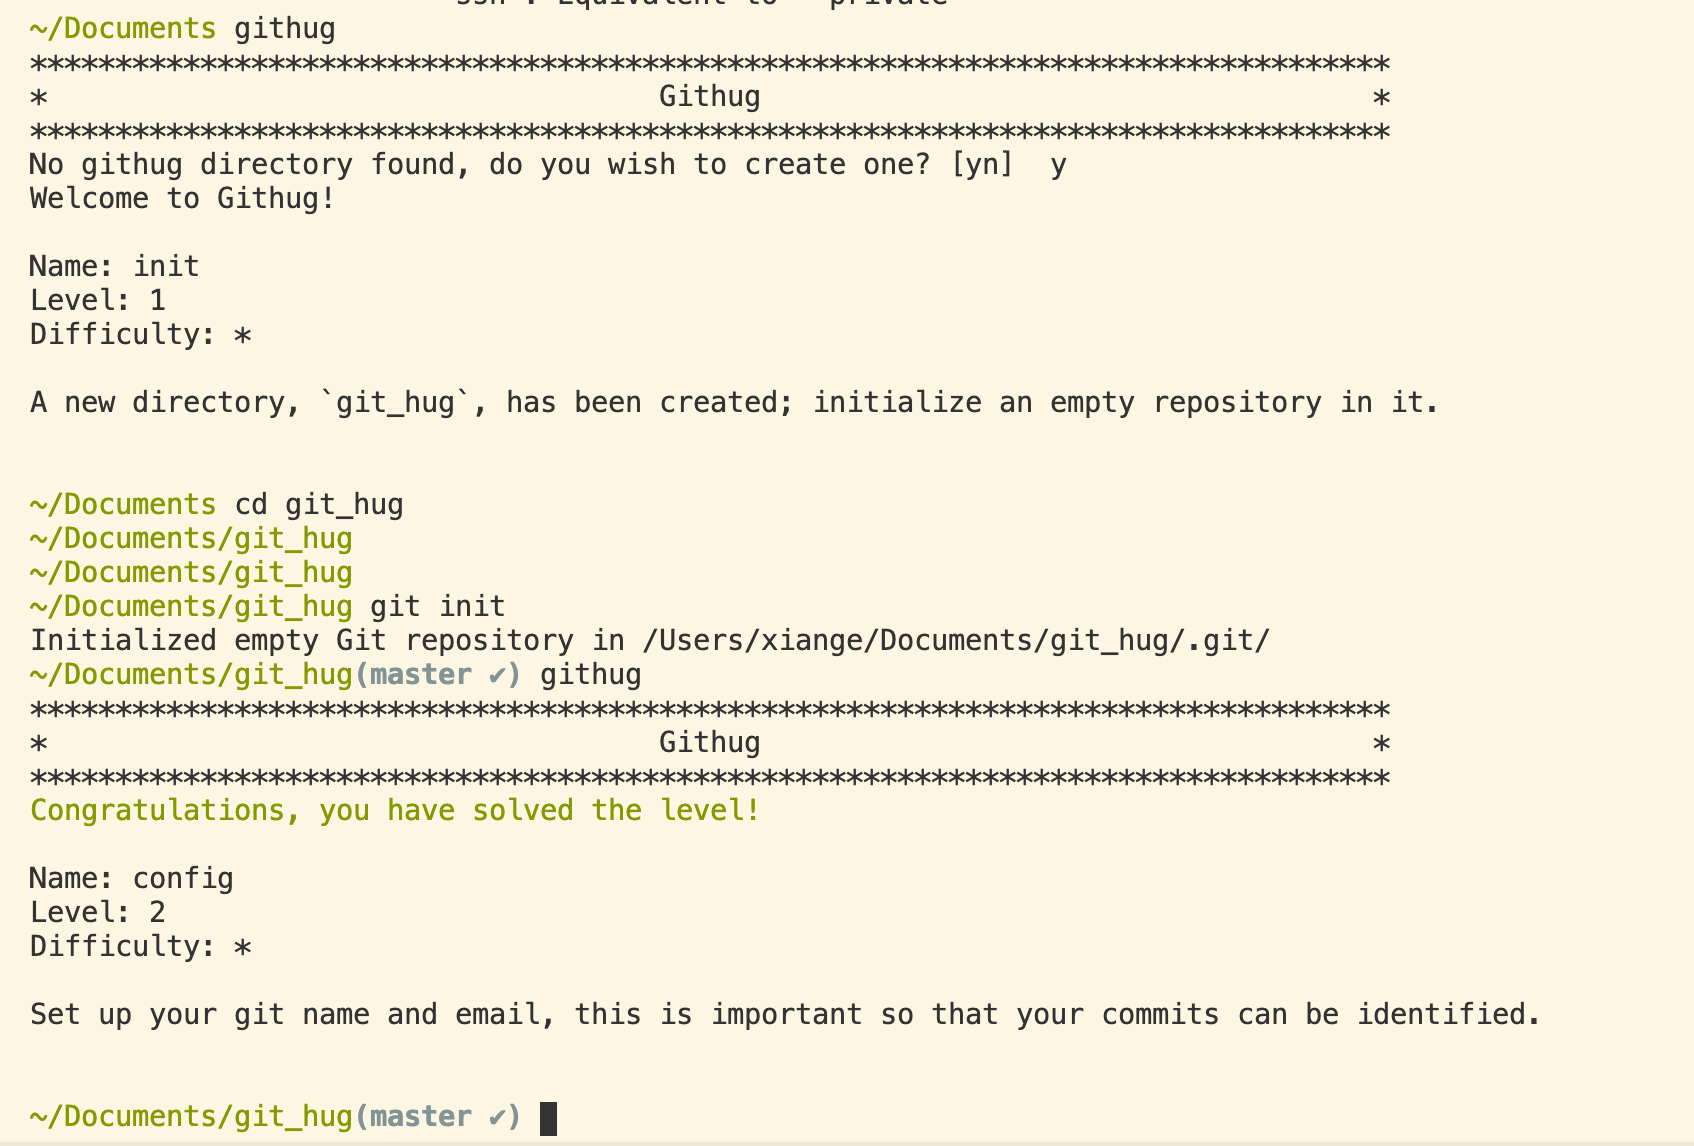 ssh : Equivalent to --private
~/Documents githug
********************************************************************************
*                                    Githug                                    *
********************************************************************************
No githug directory found, do you wish to create one? [yn]  y
Welcome to Githug!
Name: init
Level: 1
Difficulty: *
A new directory, `git_hug`, has been created; initialize an empty repository in it.
~/Documents cd git_hug
~/Documents/git_hug
~/Documents/git_hug
~/Documents/git_hug git init
Initialized empty Git repository in /Users/xiange/Documents/git_hug/.git/
~/Documents/git_hug(master ✔) githug
********************************************************************************
*                                    Githug                                    *
********************************************************************************
Congratulations, you have solved the level!
Name: config
Level: 2
Difficulty: *
Set up your git name and email, this is important so that your commits can be identified.
~/Documents/git_hug(master ✔)